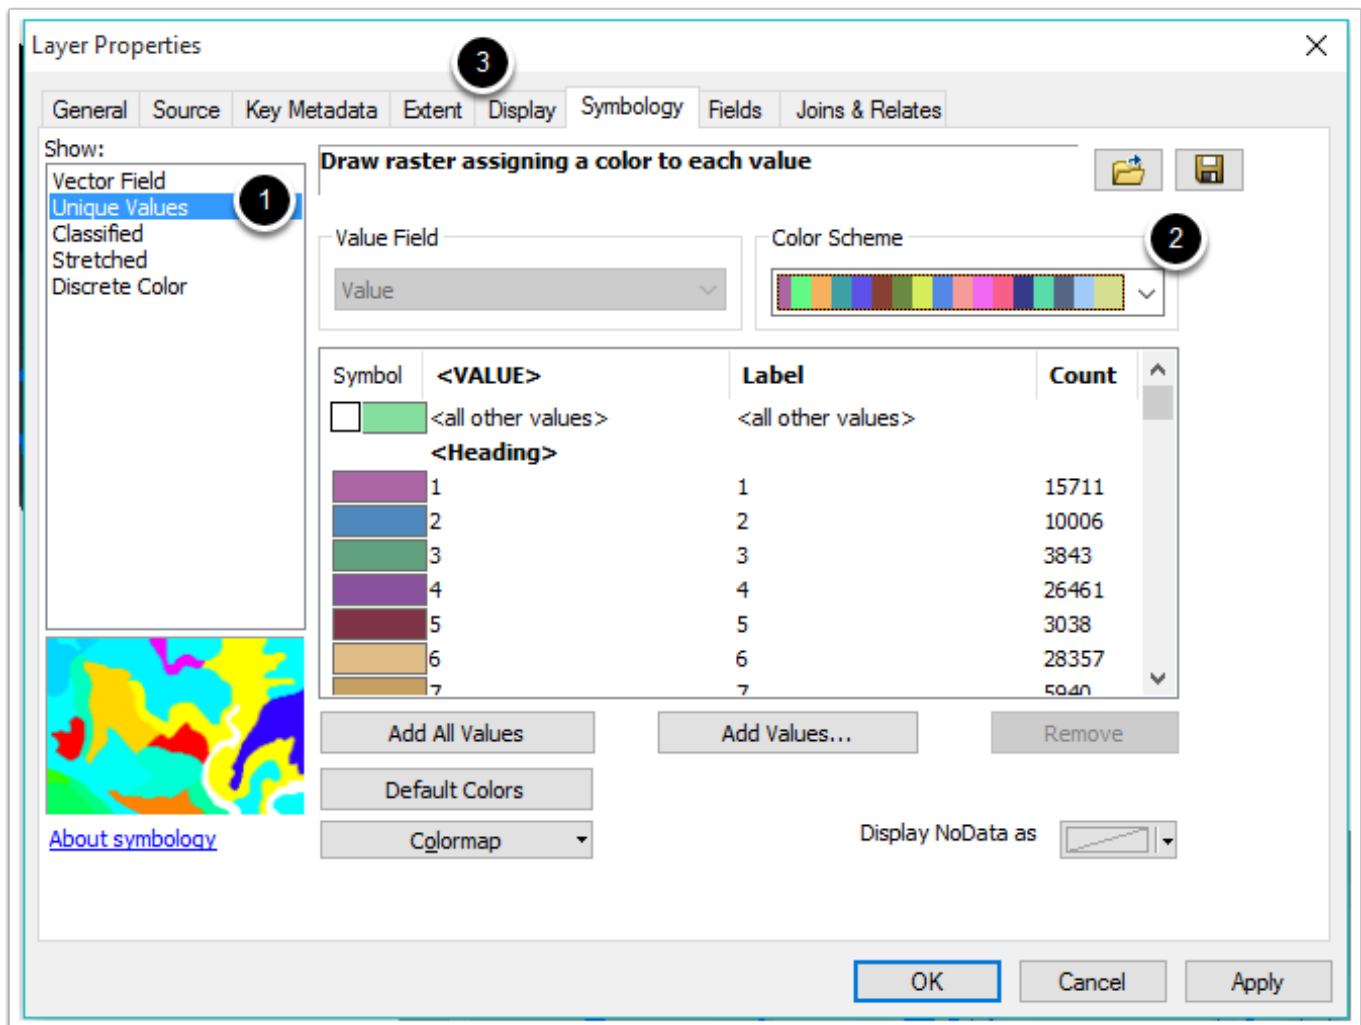 Layer Properties
3
General Source Key Metadata Extent Display Symbology Fields Joins & Relates
Show:
Vector Field
Unique Values
Classified
Stretched
Discrete Color
1
Draw raster assigning a color to each value
Value Field
Value
Color Scheme
2
Symbol <VALUE> Label Count
<all other values> <all other values>
<Heading>
1 1 15711
2 2 10006
3 3 3843
4 4 26461
5 5 3038
6 6 28357
7 7 5940
Add All Values Add Values... Remove
Default Colors
About symbology
Colormap
Display NoData as
OK Cancel Apply